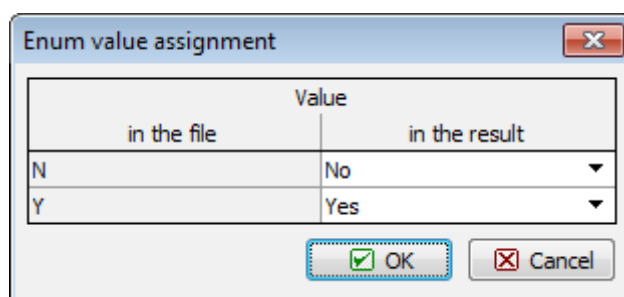 Enum value assignment
Value
in the file in the result
N No
Y Yes
OK Cancel